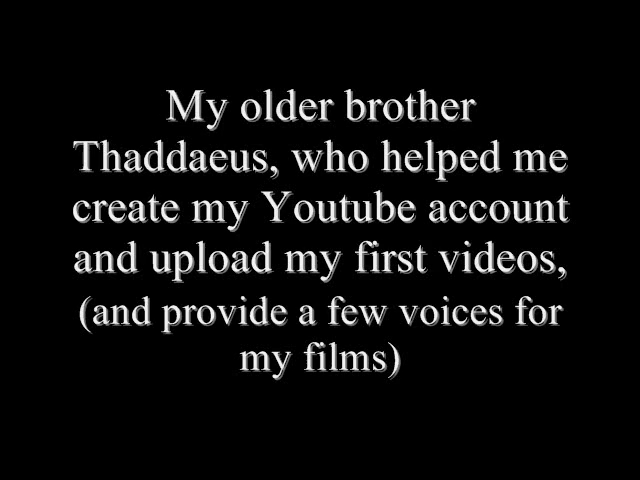 My older brother
Thaddaeus, who helped me
create my Youtube account
and upload my first videos,
(and provide a few voices for
my films)